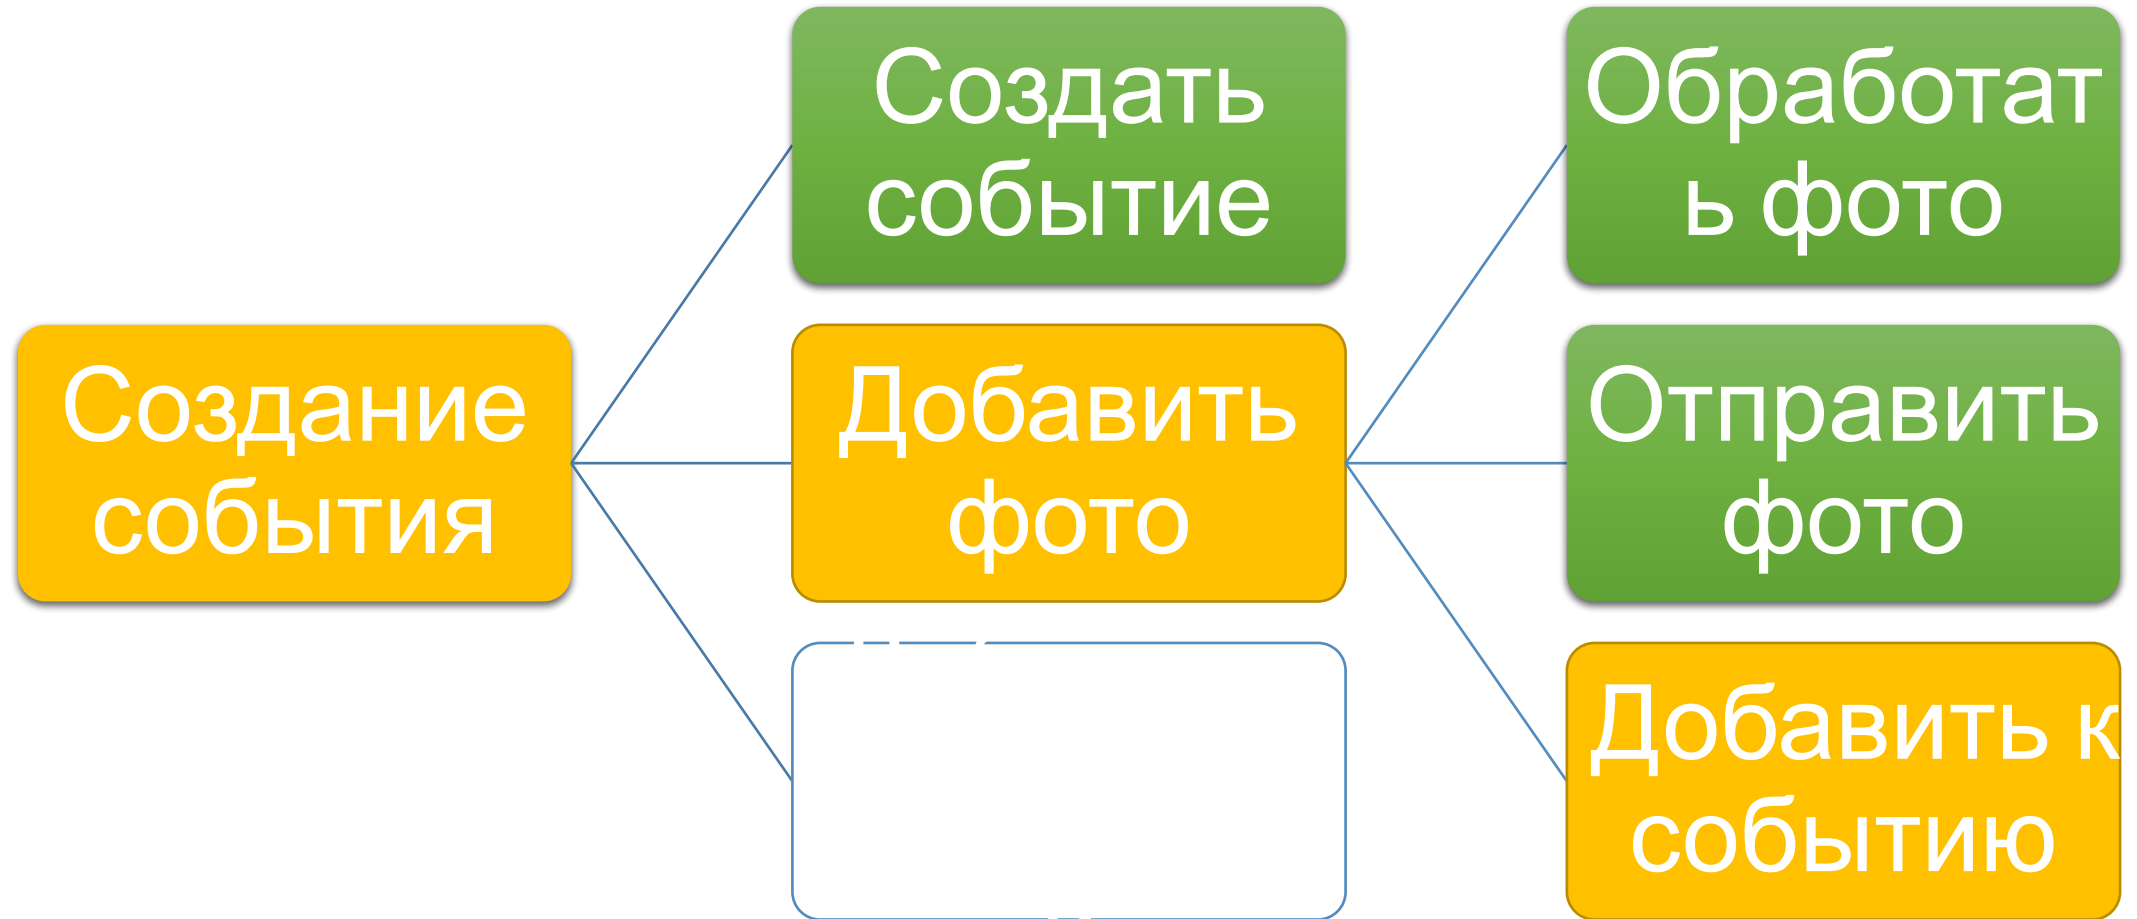 Создать
событие
Обработат
ь фото
Создание
события
Добавить
фото
Отправить
фото
Добавить к
событию